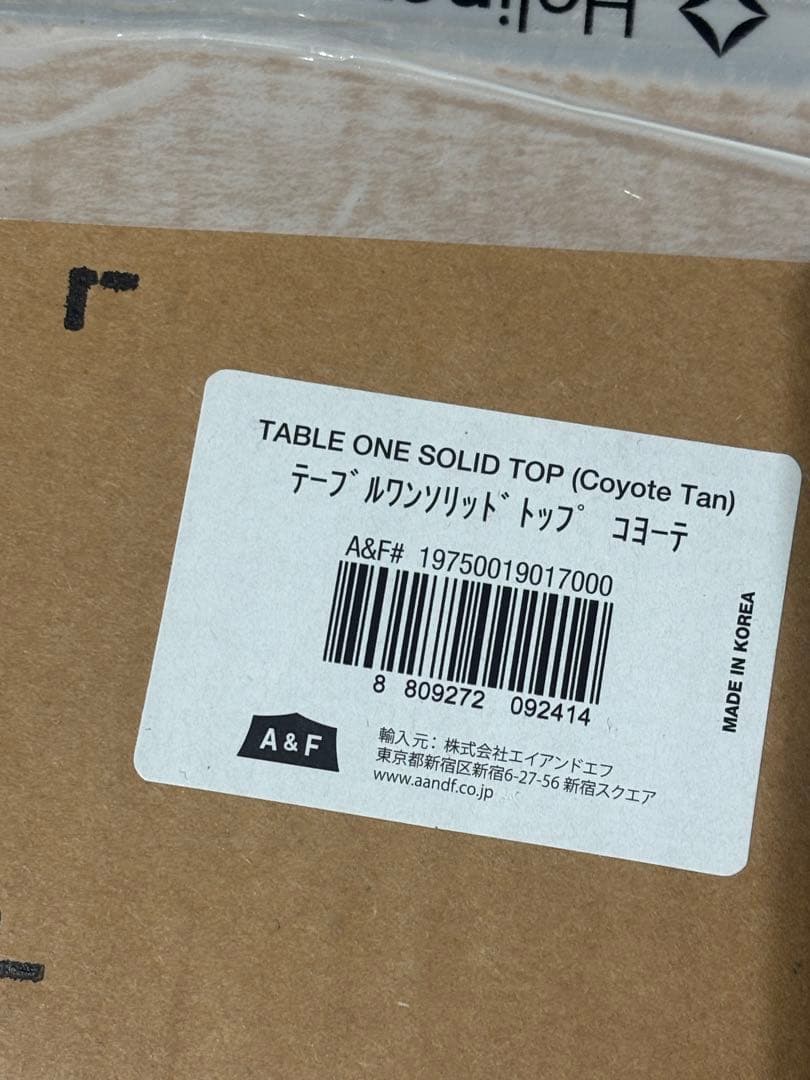 TABLE ONE SOLID TOP (Coyote Tan)
ﾃｰﾌﾞﾙﾜﾝｿﾘｯﾄﾞﾄｯﾌﾟ ｺﾖｰﾃ
A&F# 19750019017000
8 809272 092414
MADE IN KOREA
A&F
輸入元：株式会社エイアンドエフ
東京都新宿区新宿6-27-56 新宿スクエア
www.aandf.co.jp